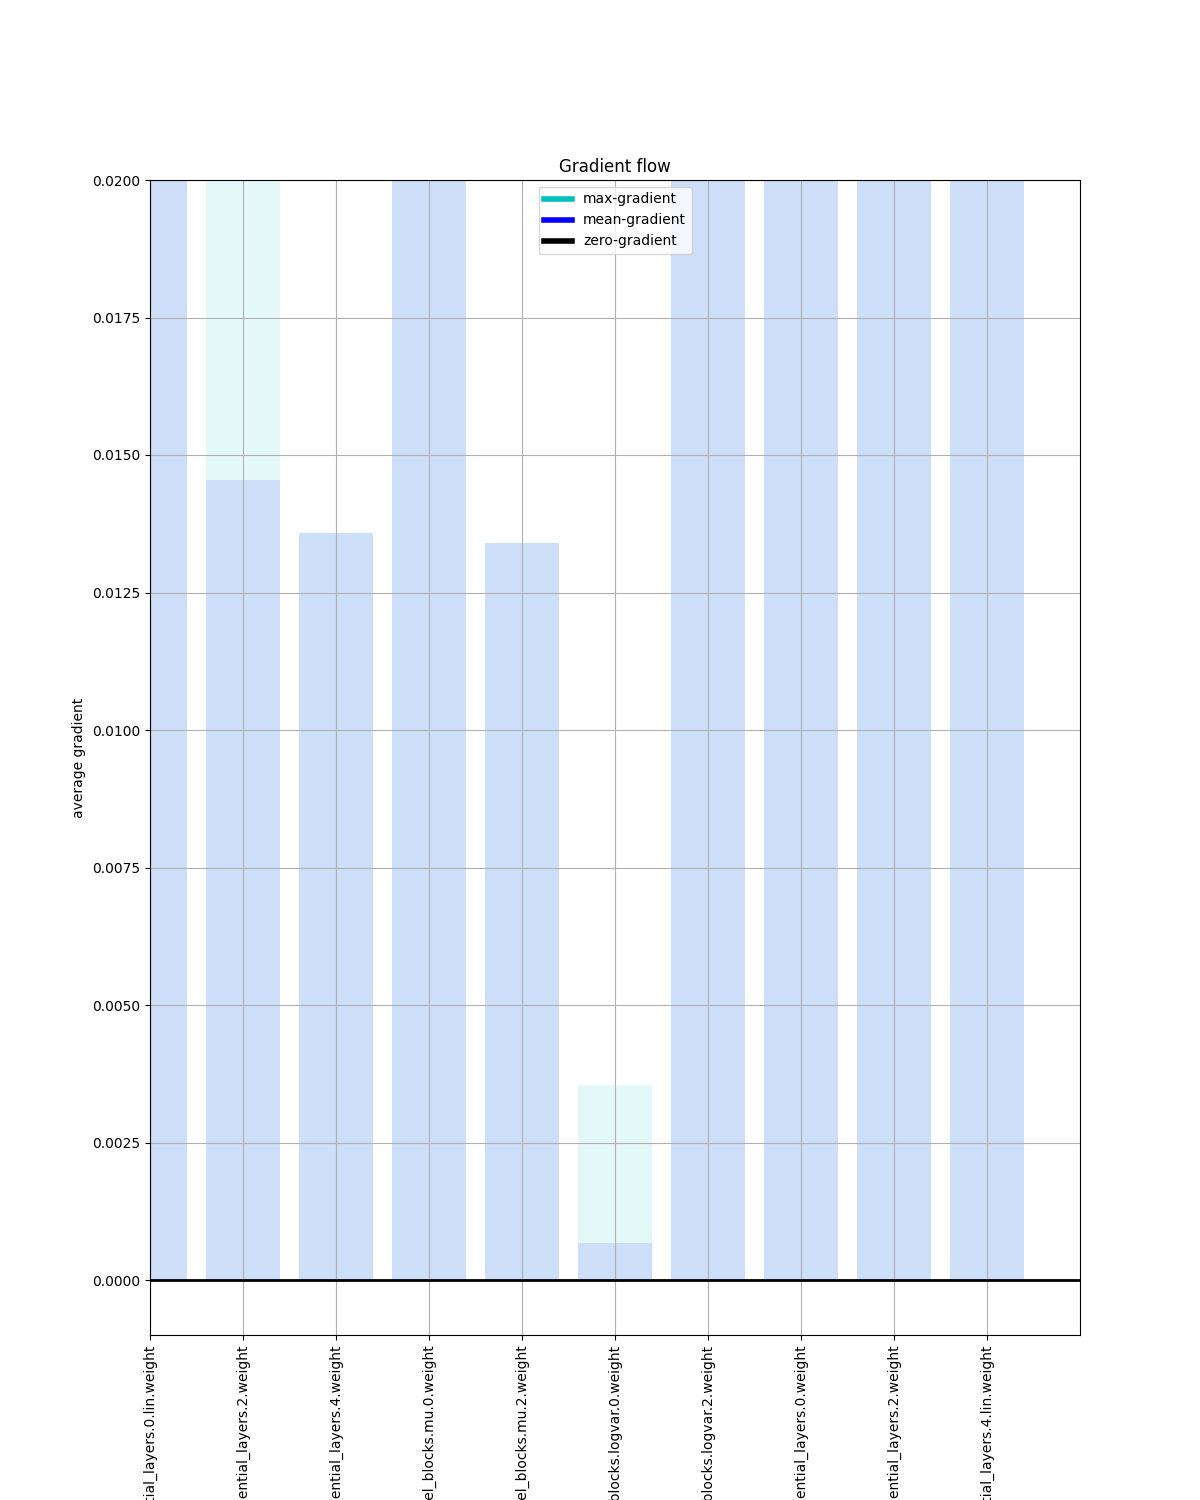 Gradient flow
max-gradient
mean-gradient
zero-gradient
0.0200
0.0175
0.0150
0.0125
0.0100
0.0075
0.0050
0.0025
0.0000
average gradient
tial_layers.0.lin.weight
ential_layers.2.weight
ential_layers.4.weight
el_blocks.mu.0.weight
el_blocks.mu.2.weight
blocks.logvar.0.weight
blocks.logvar.2.weight
ential_layers.0.weight
ential_layers.2.weight
tial_layers.4.lin.weight